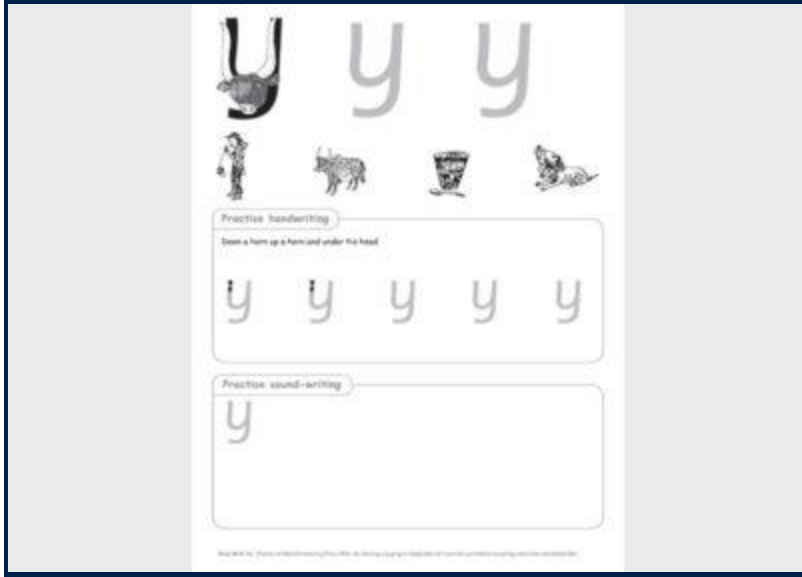 y y y
Practise handwriting
Down a horn up a horn and under his head
y y y y y
Practise sound-writing
y